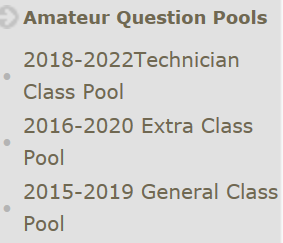 Amateur Question Pools
2018-2022Technician
Class Pool
2016-2020 Extra Class
Pool
2015-2019 General Class
Pool